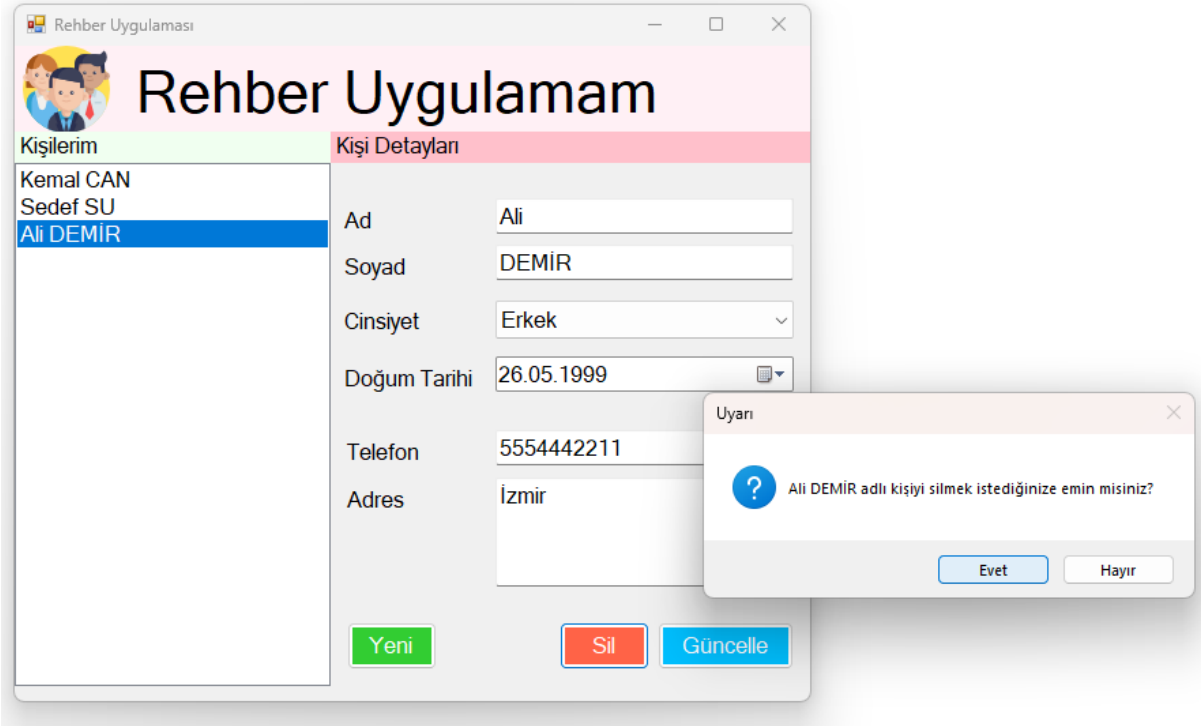 Rehber Uygulaması
Rehber Uygulamam
Kişilerim
Kişi Detayları
Kemal CAN
Sedef SU
Ali DEMİR
Ad
Ali
Soyad
DEMİR
Cinsiyet
Erkek
Doğum Tarihi
26.05.1999
Telefon
5554442211
Adres
İzmir
Yeni
Sil
Güncelle
Uyarı
Ali DEMİR adlı kişiyi silmek istediğinize emin misiniz?
Evet
Hayır